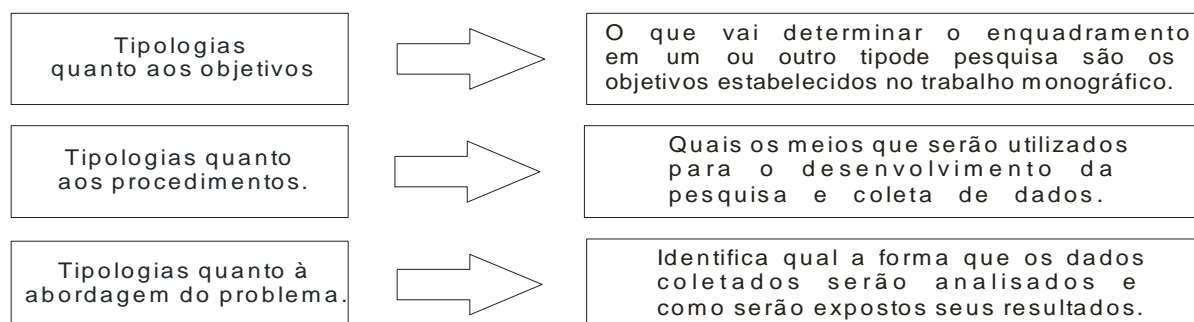 Tipologias
quanto aos objetivos
O que vai determinar o enquadramento
em um ou outro tipode pesquisa são os
objetivos estabelecidos no trabalho monográfico.
Tipologias quanto
aos procedimentos.
Quais os meios que serão utilizados
para o desenvolvimento da
pesquisa e coleta de dados.
Tipologias quanto à
abordagem do problema.
Identifica qual a forma que os dados
coletados serão analisados e
como serão expostos seus resultados.